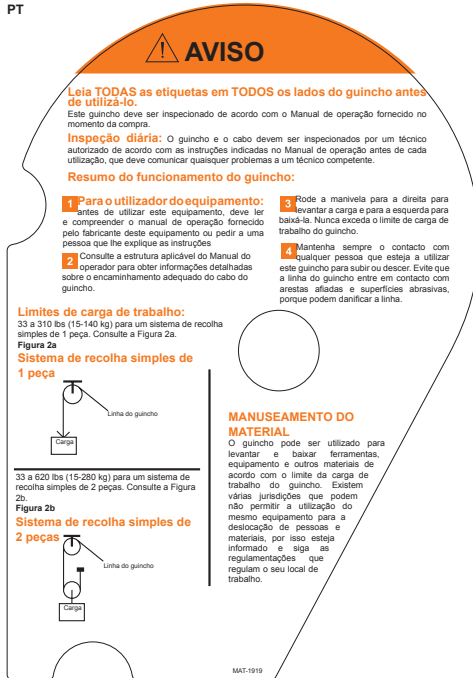 PT
AVISO
Leia TODAS as etiquetas em TODOS os lados do guincho antes
de utilizá-lo.
Este guincho deve ser inspecionado de acordo com o Manual de operação fornecido no
momento da compra.
Inspeção diária: O guincho e o cabo devem ser inspecionados por um técnico
autorizado de acordo com as instruções indicadas no Manual de operação antes de cada
utilização, que deve comunicar quaisquer problemas a um técnico competente.
Resumo do funcionamento do guincho:
1 Para o utilizador do equipamento:
antes de utilizar este equipamento, deve ler
e compreender o manual de operação fornecido
pelo fabricante deste equipamento ou pedir a uma
pessoa que lhe explique as instruções
2 Consulte a estrutura aplicável do Manual do
operador para obter informações detalhadas
sobre o encaminhamento adequado do cabo do
guincho.
3 Rode a manivela para a direita para
levantar a carga e para a esquerda para
baixá-la. Nunca exceda o limite de carga de
trabalho do guincho.
4 Mantenha sempre o contacto com
qualquer pessoa que esteja a utilizar
este guincho para subir ou descer. Evite que
a linha do guincho entre em contacto com
arestas afiadas e superfícies abrasivas,
porque podem danificar a linha.
Limites de carga de trabalho:
33 a 310 lbs (15-140 kg) para um sistema de recolha
simples de 1 peça. Consulte a Figura 2a.
Figura 2a
Sistema de recolha simples de
1 peça
Linha do guincho
Carga
33 a 620 lbs (15-280 kg) para um sistema de
recolha simples de 2 peças. Consulte a Figura
2b.
Figura 2b
Sistema de recolha simples de
2 peças
Linha do guincho
Carga
MANUSEAMENTO DO
MATERIAL
O guincho pode ser utilizado para
levantar e baixar ferramentas,
equipamento e outros materiais de
acordo com o limite da carga de
trabalho do guincho. Existem
várias jurisdições que podem
não permitir a utilização do
mesmo equipamento para a
deslocação de pessoas e
materiais, por isso esteja
informado e siga as
regulamentações que
regulam o seu local de
trabalho.
MAT-1919